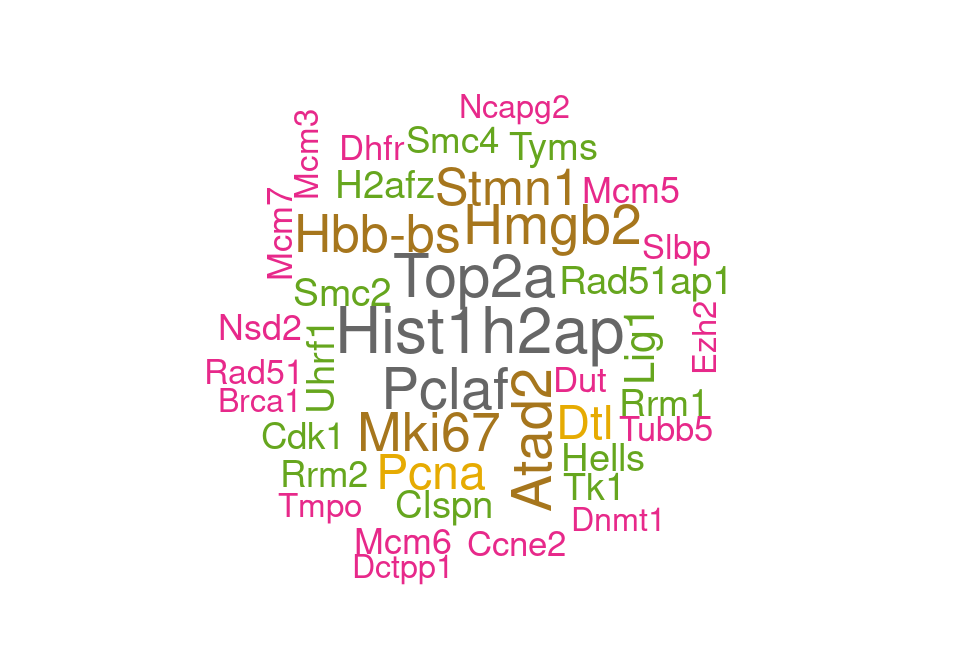 Ncapg2
Mcm3
Dhfr
Smc4
Tyms
H2afz
Stmn1
Mcm5
Mcm7
Hbb-bs
Hmgb2
Slbp
Top2a
Rad51ap1
Smc2
Nsd2
Uhrf1
Hist1h2ap
Lig1
Ezh2
Rad51
Pclaf
Atad2
Dut
Brca1
Rrm1
Cdk1
Mki67
Dtl
Tubb5
Rrm2
Pcna
Hells
Tk1
Tmpo
Clspn
Dnmt1
Mcm6
Ccne2
Dctpp1